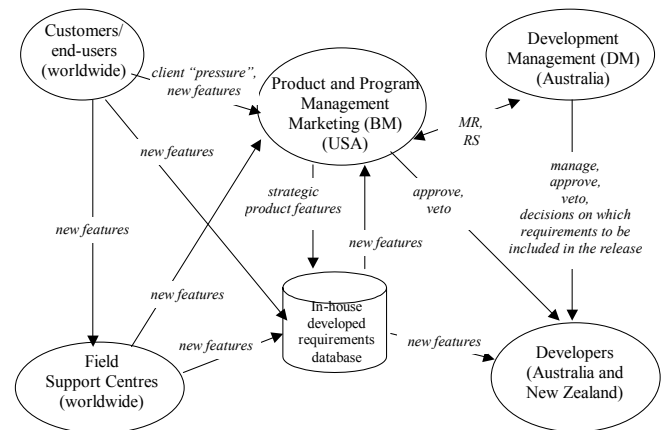 Customers/
end-users
(worldwide)
client “pressure”,
new features
Product and Program
Management
Marketing (BM)
(USA)
Development
Management (DM)
(Australia)
MR,
RS
new features
strategic
product features
approve,
veto
manage,
approve,
veto,
decisions on which
requirements to be
included in the release
new features
new features
new features
In-house
developed
requirements
database
new features
new features
Field
Support Centres
(worldwide)
Developers
(Australia and
New Zealand)